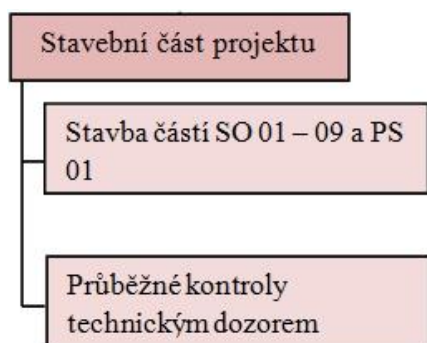 Stavební část projektu
Stavba částí SO 01 – 09 a PS
01
Průběžné kontroly
technickým dozorem